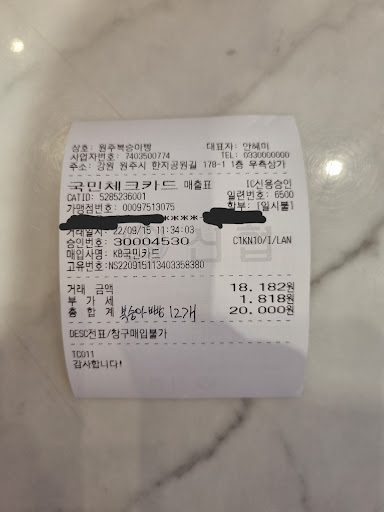 상호: 원주복숭아빵 대표자: 안혜미
사업자번호: 7403500774 TEL: 0330000000
주소: 강원 원주시 한지공원길 178-1 1층 우측상가
국민체크카드 매출표 IC신용승인
CATID: 5285236001 일련번호: 6500
가맹점번호: 00097513075 할부: [일시불]
****
거래일시: 22/09/15 11:34:03
승인번호: 30004530 C1KN10/I/LAN
매입사명: KB국민카드
고유번호:NS220915113403358380
신협
거래 금액 18.182원
부 가 세 1.818원
총 합 계 복숭아빵 12개 20.000원
DESC전표/창구매입불가
TC011
감사합니다!